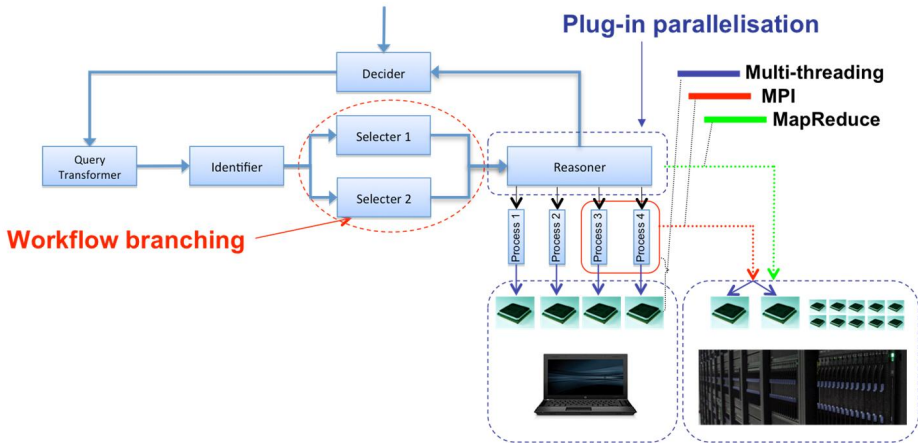 Plug-in parallelisation
Multi-threading
MPI
MapReduce
Decider
Selecter 1
Query
Transformer
Identifier
Reasoner
Selecter 2
Workflow branching
Process 1
Process 2
Process 3
Process 4